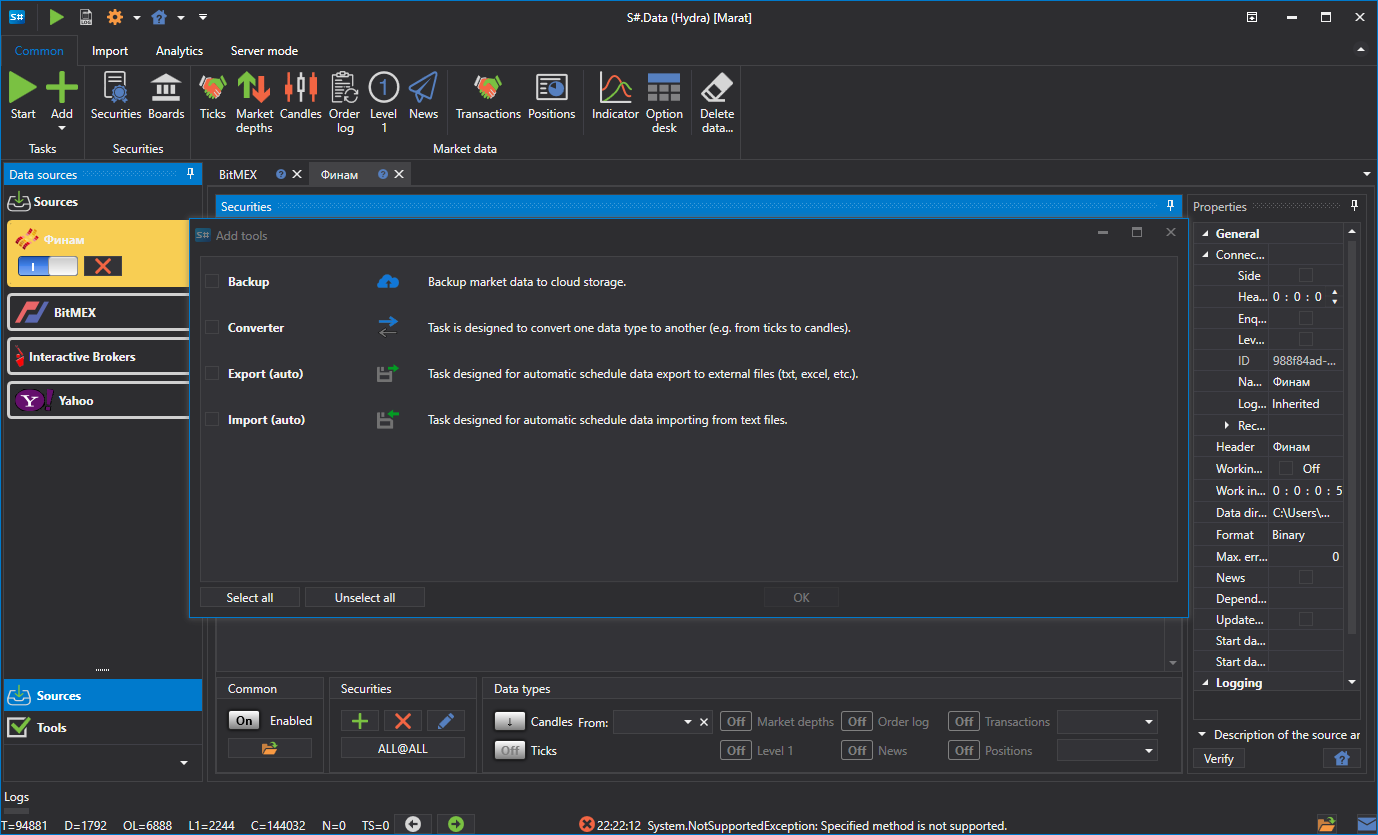 S# S#.Data (Hydra) [Marat]
LOG
Common Import Analytics Server mode
Start Add Securities Boards Ticks Market depths Candles Order log Level 1 News Transactions Positions Indicator Option desk Delete data...
Tasks Securities Market data
Data sources BitMEX Финам
Sources
Securities Properties
Финам
S# Add tools
General
Connec...
Side
Hea... 0 : 0 : 0
Enq...
Lev...
ID 988f84ad-...
Na... Финам
Log... Inherited
Rec...
Header Финам
Workin... Off
Work in... 0 : 0 : 0 : 5
Data dir... C:\Users\...
Format Binary
Max. err... 0
News
Depend...
Update...
Start da...
Start da...
Logging
BitMEX
Interactive Brokers
Yahoo
Backup Backup market data to cloud storage.
Converter Task is designed to convert one data type to another (e.g. from ticks to candles).
Export (auto) Task designed for automatic schedule data export to external files (txt, excel, etc.).
Import (auto) Task designed for automatic schedule data importing from text files.
Select all Unselect all OK
Sources
Tools
Common Securities Data types
On Enabled
ALL@ALL
↓ Candles From: Off Market depths Off Order log Off Transactions
Off Ticks Off Level 1 Off News Off Positions
Description of the source ar
Verify
Logs
T=94881 D=1792 OL=6888 L1=2244 C=144032 N=0 TS=0 22:22:12 System.NotSupportedException: Specified method is not supported.